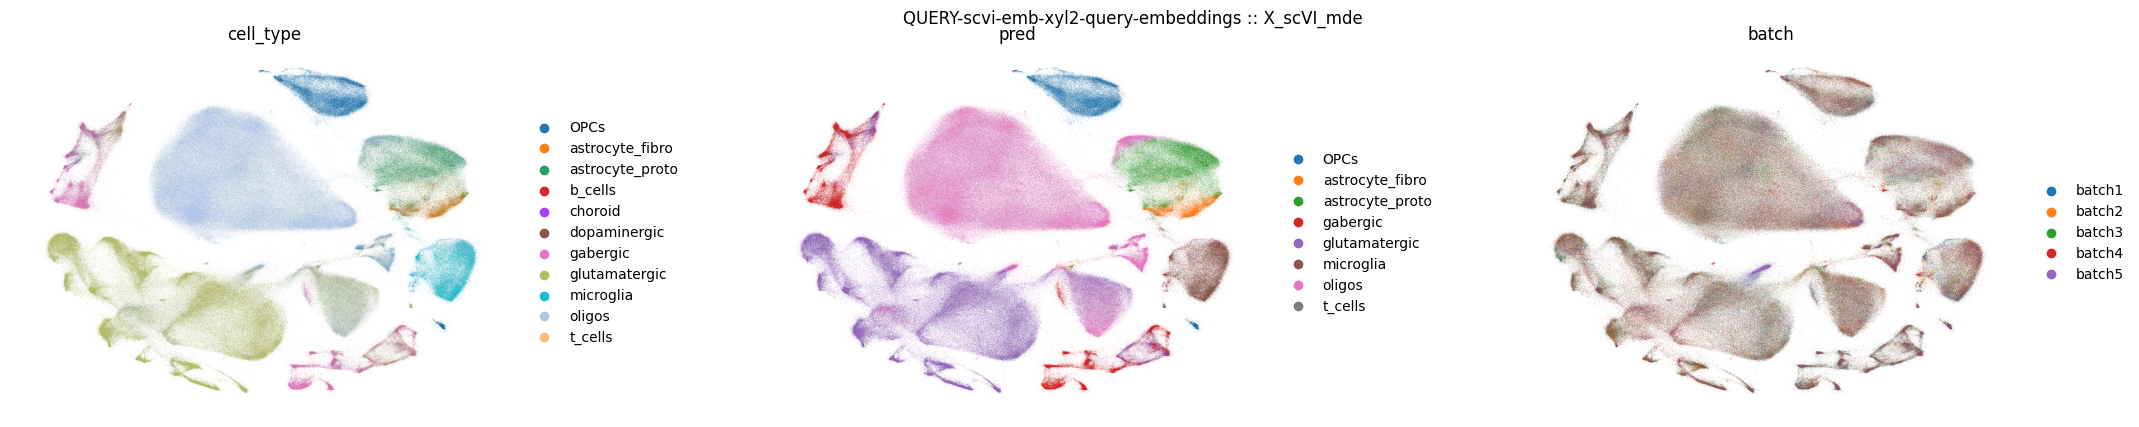 QUERY-scvi-emb-xyl2-query-embeddings :: X_scVI_mde
cell_type
OPCs
astrocyte_fibro
astrocyte_proto
b_cells
choroid
dopaminergic
gabergic
glutamatergic
microglia
oligos
t_cells
pred
OPCs
astrocyte_fibro
astrocyte_proto
gabergic
glutamatergic
microglia
oligos
t_cells
batch
batch1
batch2
batch3
batch4
batch5